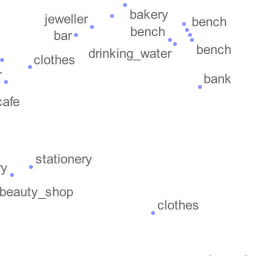 jeweller
bakery
bench
bar
bench
bench
drinking_water
clothes
bank
cafe
stationery
beauty_shop
clothes